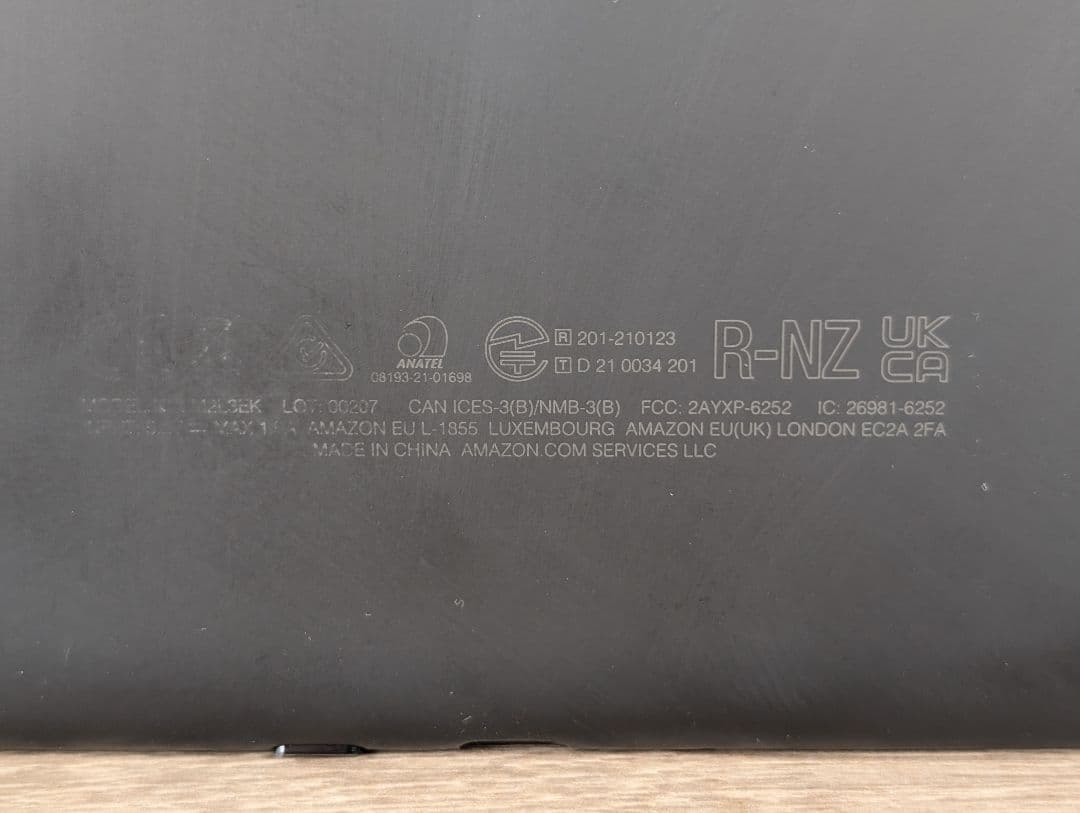 ANATEL
08193-21-01698
R 201-210123
T D 21 0034 201
R-NZ
UK
CA
LOT: 00207 CAN ICES-3(B)/NMB-3(B) FCC: 2AYXP-6252 IC: 26981-6252
MAX AMAZON EU L-1855 LUXEMBOURG AMAZON EU(UK) LONDON EC2A 2FA
MADE IN CHINA AMAZON.COM SERVICES LLC